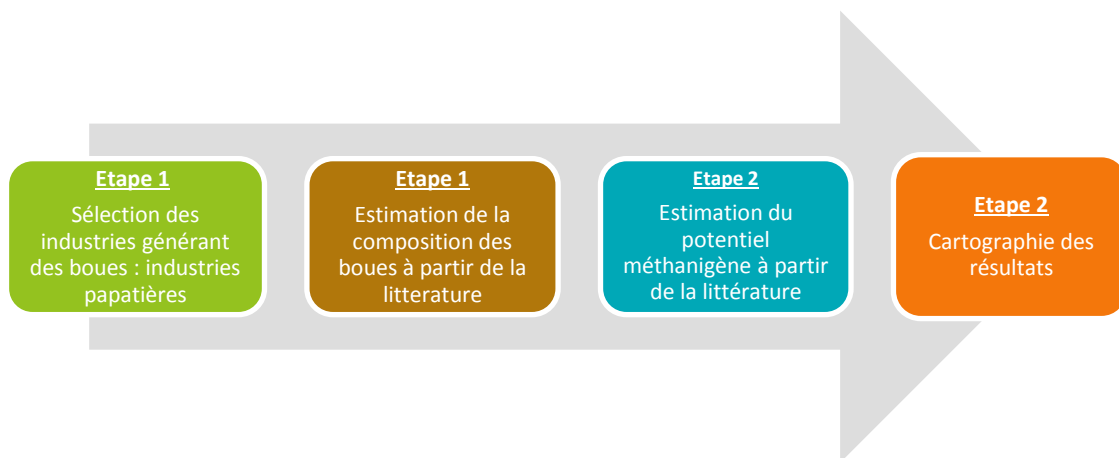 Etape 1
Sélection des
industries générant
des boues : industries
papatières
Etape 1
Estimation de la
composition des
boues à partir de la
litterature
Etape 2
Estimation du
potentiel
méthanigène à partir
de la littérature
Etape 2
Cartographie des
résultats